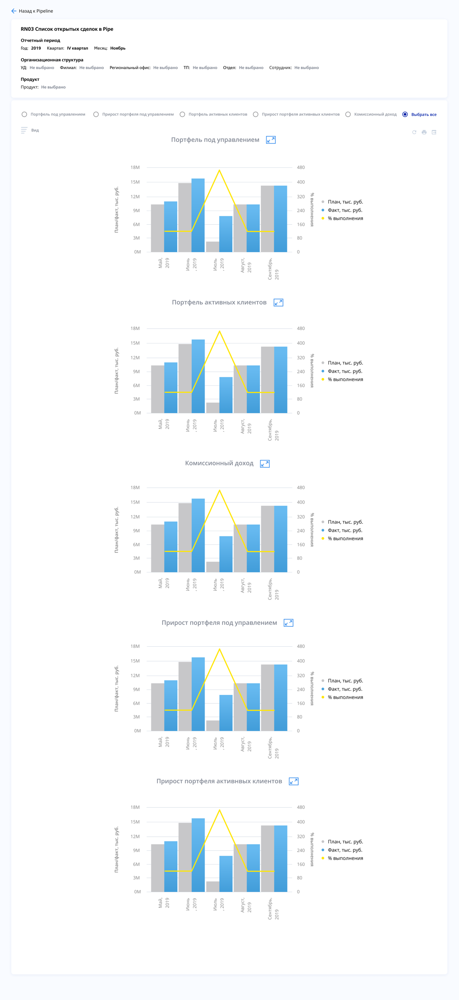 Назад к Pipeline
RN03 Список открытых сделок в Pipe
Отчетный период
Год: 2019 Квартал: IV квартал Месяц: Ноябрь
Организационная структура
УД: Не выбрано Филиал: Не выбрано Региональный офис: Не выбрано ТП: Не выбрано Отдел: Не выбрано Сотрудник: Не выбрано
Продукт
Продукт: Не выбрано
Портфель под управлением Прирост портфеля под управлением Портфель активных клиентов Прирост портфеля активнвых клиентов Комиссионный доход Выбрать все
Вид
Портфель под управлением
18M 480
15M 400
12M 320
9M 240
6M 160
3M 80
0M 0
План/факт, тыс. руб.
% выполнения
План, тыс. руб.
Факт, тыс. руб.
% выполнения
Май,
2019
Июнь
, 2019
Июль
, 2019
Август,
2019
Сентябрь,
2019
Портфель активных клиентов
18M 480
15M 400
12M 320
9M 240
6M 160
3M 80
0M 0
План/факт, тыс. руб.
% выполнения
План, тыс. руб.
Факт, тыс. руб.
% выполнения
Май,
2019
Июнь
, 2019
Июль
, 2019
Август,
2019
Сентябрь,
2019
Комиссионный доход
18M 480
15M 400
12M 320
9M 240
6M 160
3M 80
0M 0
План/факт, тыс. руб.
% выполнения
План, тыс. руб.
Факт, тыс. руб.
% выполнения
Май,
2019
Июнь
, 2019
Июль
, 2019
Август,
2019
Сентябрь,
2019
Прирост портфеля под управлением
18M 480
15M 400
12M 320
9M 240
6M 160
3M 80
0M 0
План/факт, тыс. руб.
% выполнения
План, тыс. руб.
Факт, тыс. руб.
% выполнения
Май,
2019
Июнь
, 2019
Июль
, 2019
Август,
2019
Сентябрь,
2019
Прирост портфеля активнвых клиентов
18M 480
15M 400
12M 320
9M 240
6M 160
3M 80
0M 0
План/факт, тыс. руб.
% выполнения
План, тыс. руб.
Факт, тыс. руб.
% выполнения
Май,
2019
Июнь
, 2019
Июль
, 2019
Август,
2019
Сентябрь,
2019